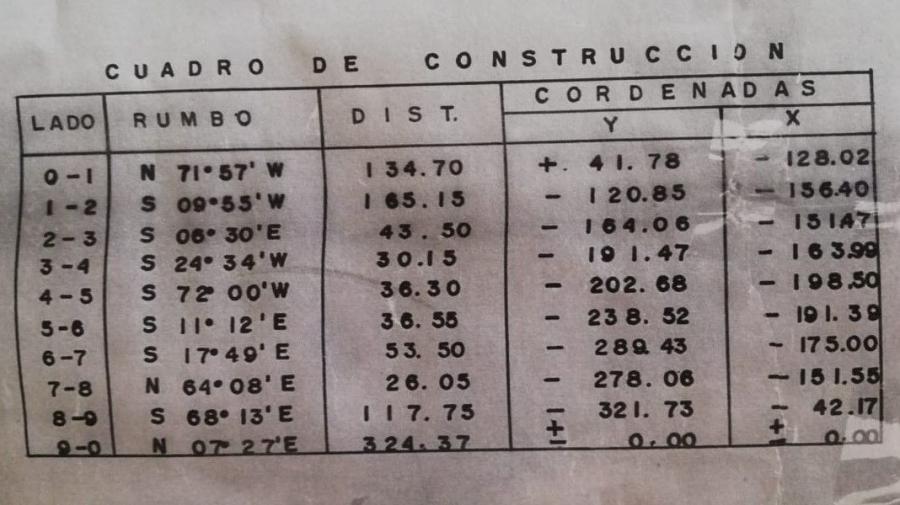 CUADRO DE CONSTRUCCION
LADO RUMBO DIST. CORDENADAS
Y X
0-1 N 71°57' W 134.70 +. 41.78 - 128.02
1-2 S 09°55' W 165.15 - 120.85 - 156.40
2-3 S 06° 30' E 43.50 - 164.06 - 151.47
3-4 S 24° 34' W 30.15 - 191.47 - 163.99
4-5 S 72° 00' W 36.30 - 202.68 - 198.50
5-6 S 11° 12' E 36.55 - 238.52 - 191.39
6-7 S 17°49' E 53.50 - 289.43 - 175.00
7-8 N 64°08' E 26.05 - 278.06 - 151.55
8-9 S 68° 13' E 117.75 - 321.73 - 42.17
9-0 N 07° 27' E 324.37 ± 0.00 ± 0.00